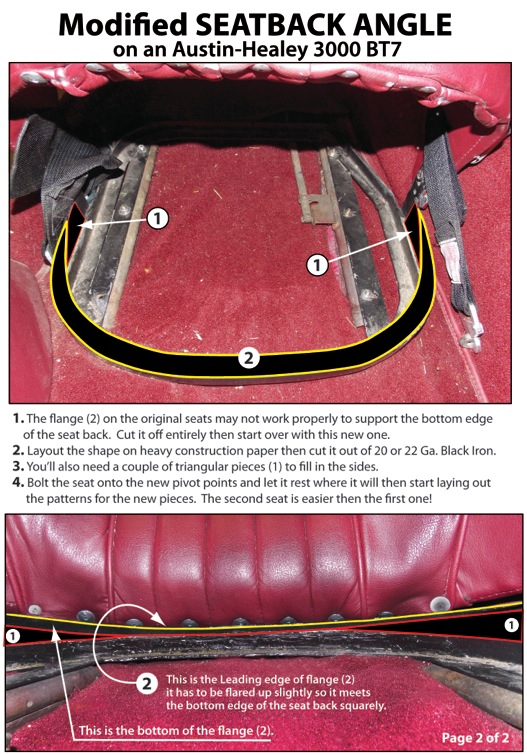 Modified SEATBACK ANGLE
on an Austin-Healey 3000 BT7
1
1
2
1. The flange (2) on the original seats may not work properly to support the bottom edge
of the seat back. Cut it off entirely then start over with this new one.
2. Layout the shape on heavy construction paper then cut it out of 20 or 22 Ga. Black Iron.
3. You'll also need a couple of triangular pieces (1) to fill in the sides.
4. Bolt the seat onto the new pivot points and let it rest where it will then start laying out
the patterns for the new pieces. The second seat is easier then the first one!
1
1
2
This is the Leading edge of flange (2)
it has to be flared up slightly so it meets
the bottom edge of the seat back squarely.
This is the bottom of the flange (2).
Page 2 of 2